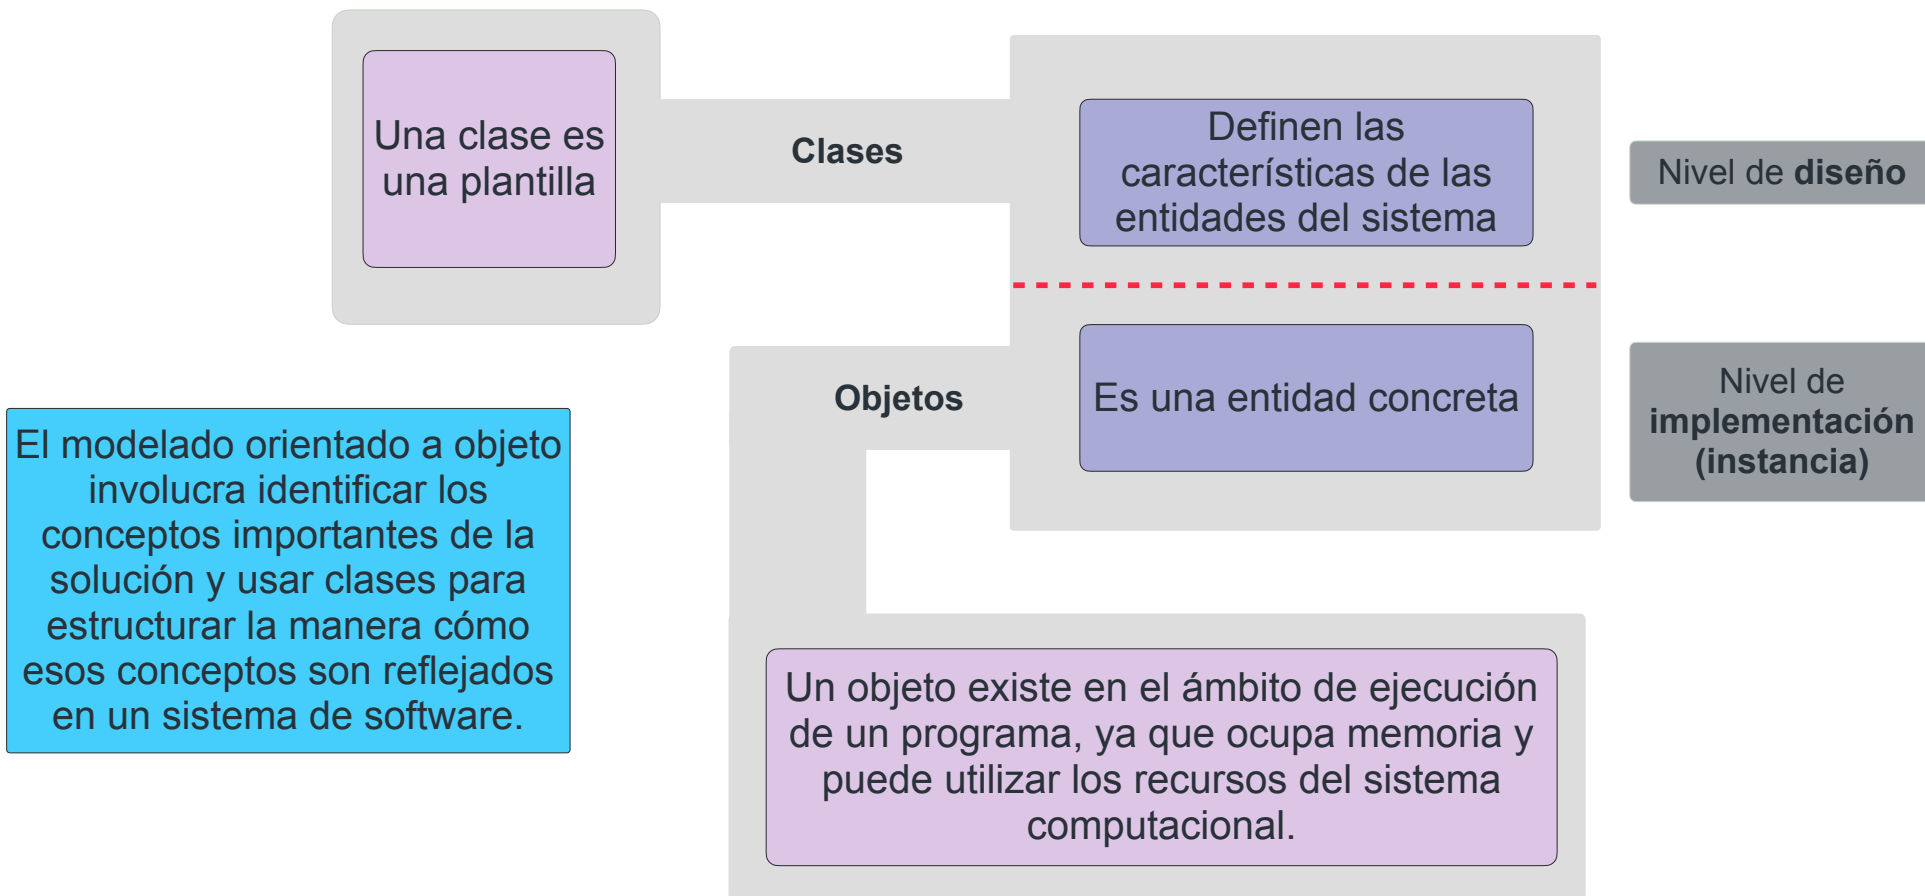 Una clase es
una plantilla
Clases
Definen las
características de las
entidades del sistema
Nivel de diseño
Objetos
Es una entidad concreta
Nivel de
implementación
(instancia)
El modelado orientado a objeto
involucra identificar los
conceptos importantes de la
solución y usar clases para
estructurar la manera cómo
esos conceptos son reflejados
en un sistema de software.
Un objeto existe en el ámbito de ejecución
de un programa, ya que ocupa memoria y
puede utilizar los recursos del sistema
computacional.